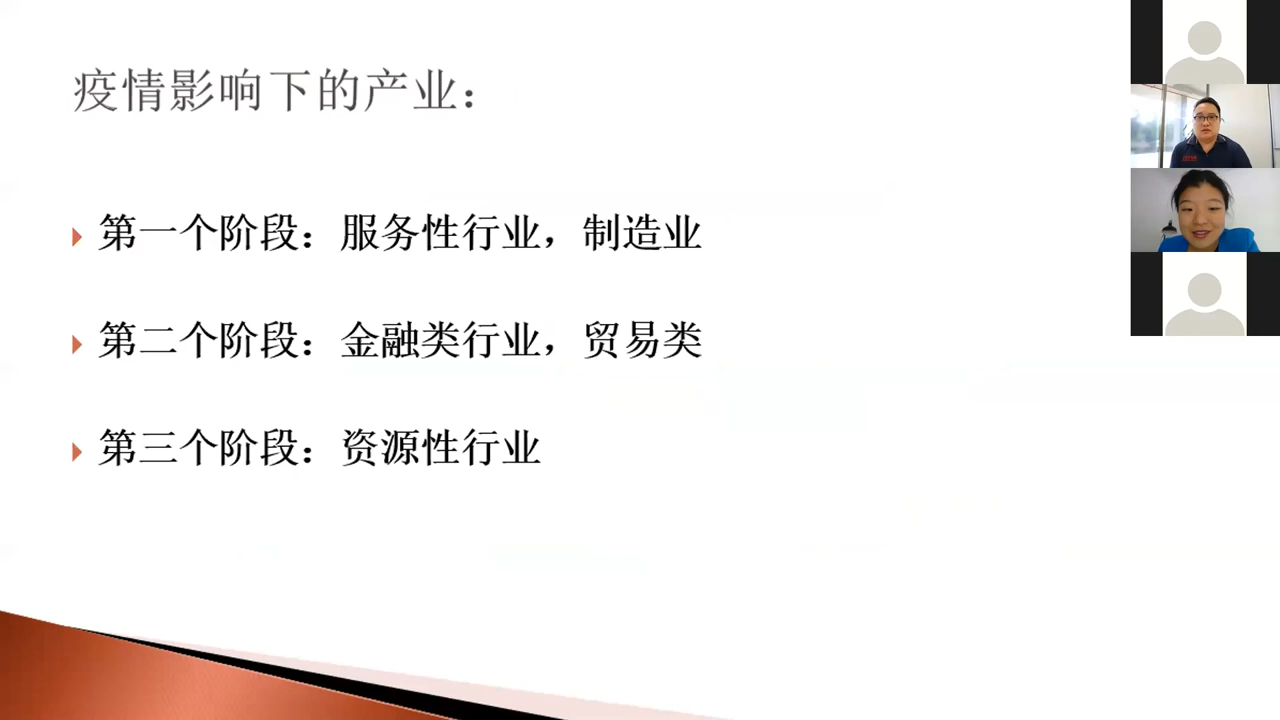 疫情影响下的产业：
第一个阶段：服务性行业，制造业
第二个阶段：金融类行业，贸易类
第三个阶段：资源性行业